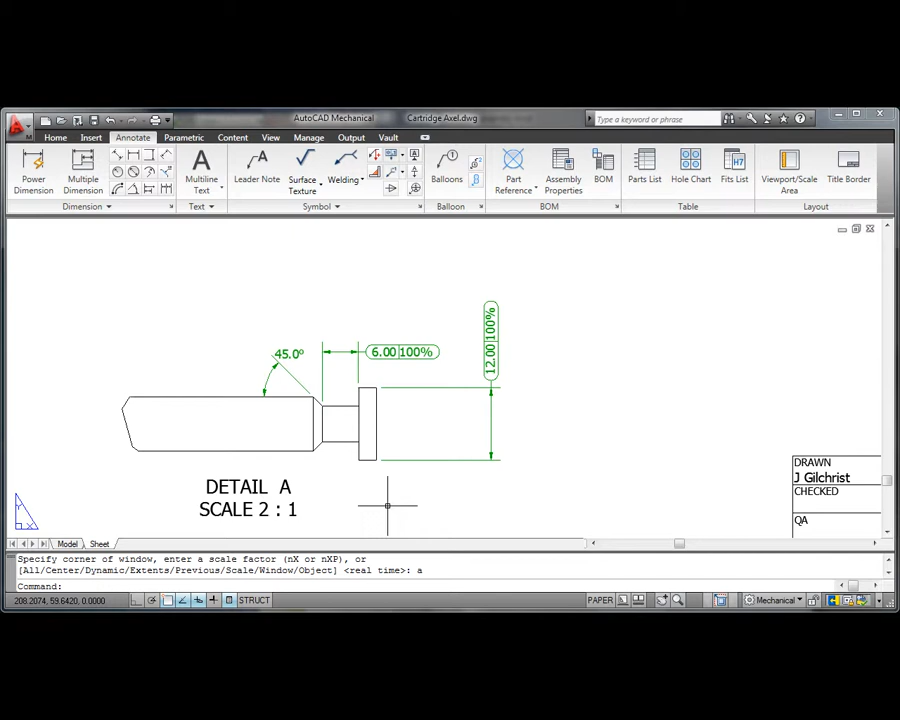 AutoCAD Mechanical Cartridge Axel.dwg
Type a keyword or phrase
Home Insert Annotate Parametric Content View Manage Output Vault
Power Dimension
Multiple Dimension
Multiline Text
Leader Note
Surface Texture
Welding
Balloons
Part Reference
Assembly Properties
BOM
Parts List
Hole Chart
H7
Fits List
Viewport/Scale Area
Title Border
Dimension
Text
Symbol
Balloon
BOM
Table
Layout
12.00 100%
45.0°
6.00 100%
DETAIL A
SCALE 2 : 1
DRAWN
J Gilchrist
CHECKED
QA
X
Model Sheet
Specify corner of window, enter a scale factor (nX or nXP), or
[All/Center/Dynamic/Extents/Previous/Scale/Window/Object] <real time>: a
Command:
208.2074, 59.6420, 0.0000
STRUCT
PAPER
Mechanical